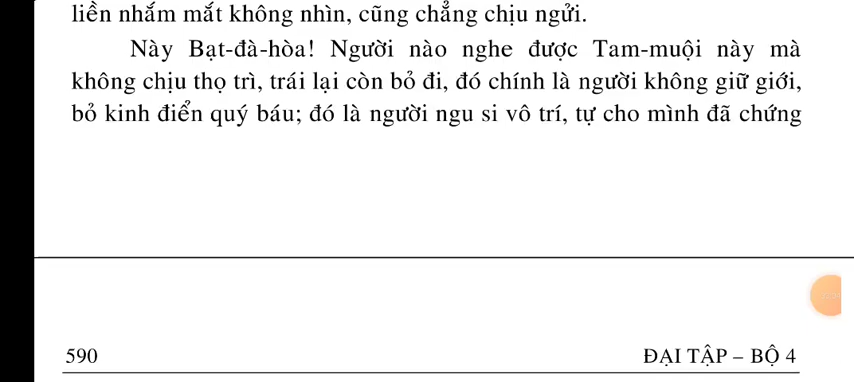 liền nhắm mắt không nhìn, cũng chẳng chịu ngửi.
Này Bạt-đà-hòa! Người nào nghe được Tam-muội này mà
không chịu thọ trì, trái lại còn bỏ đi, đó chính là người không giữ giới,
bỏ kinh điển quý báu; đó là người ngu si vô trí, tự cho mình đã chứng
590 ĐẠI TẬP – BỘ 4